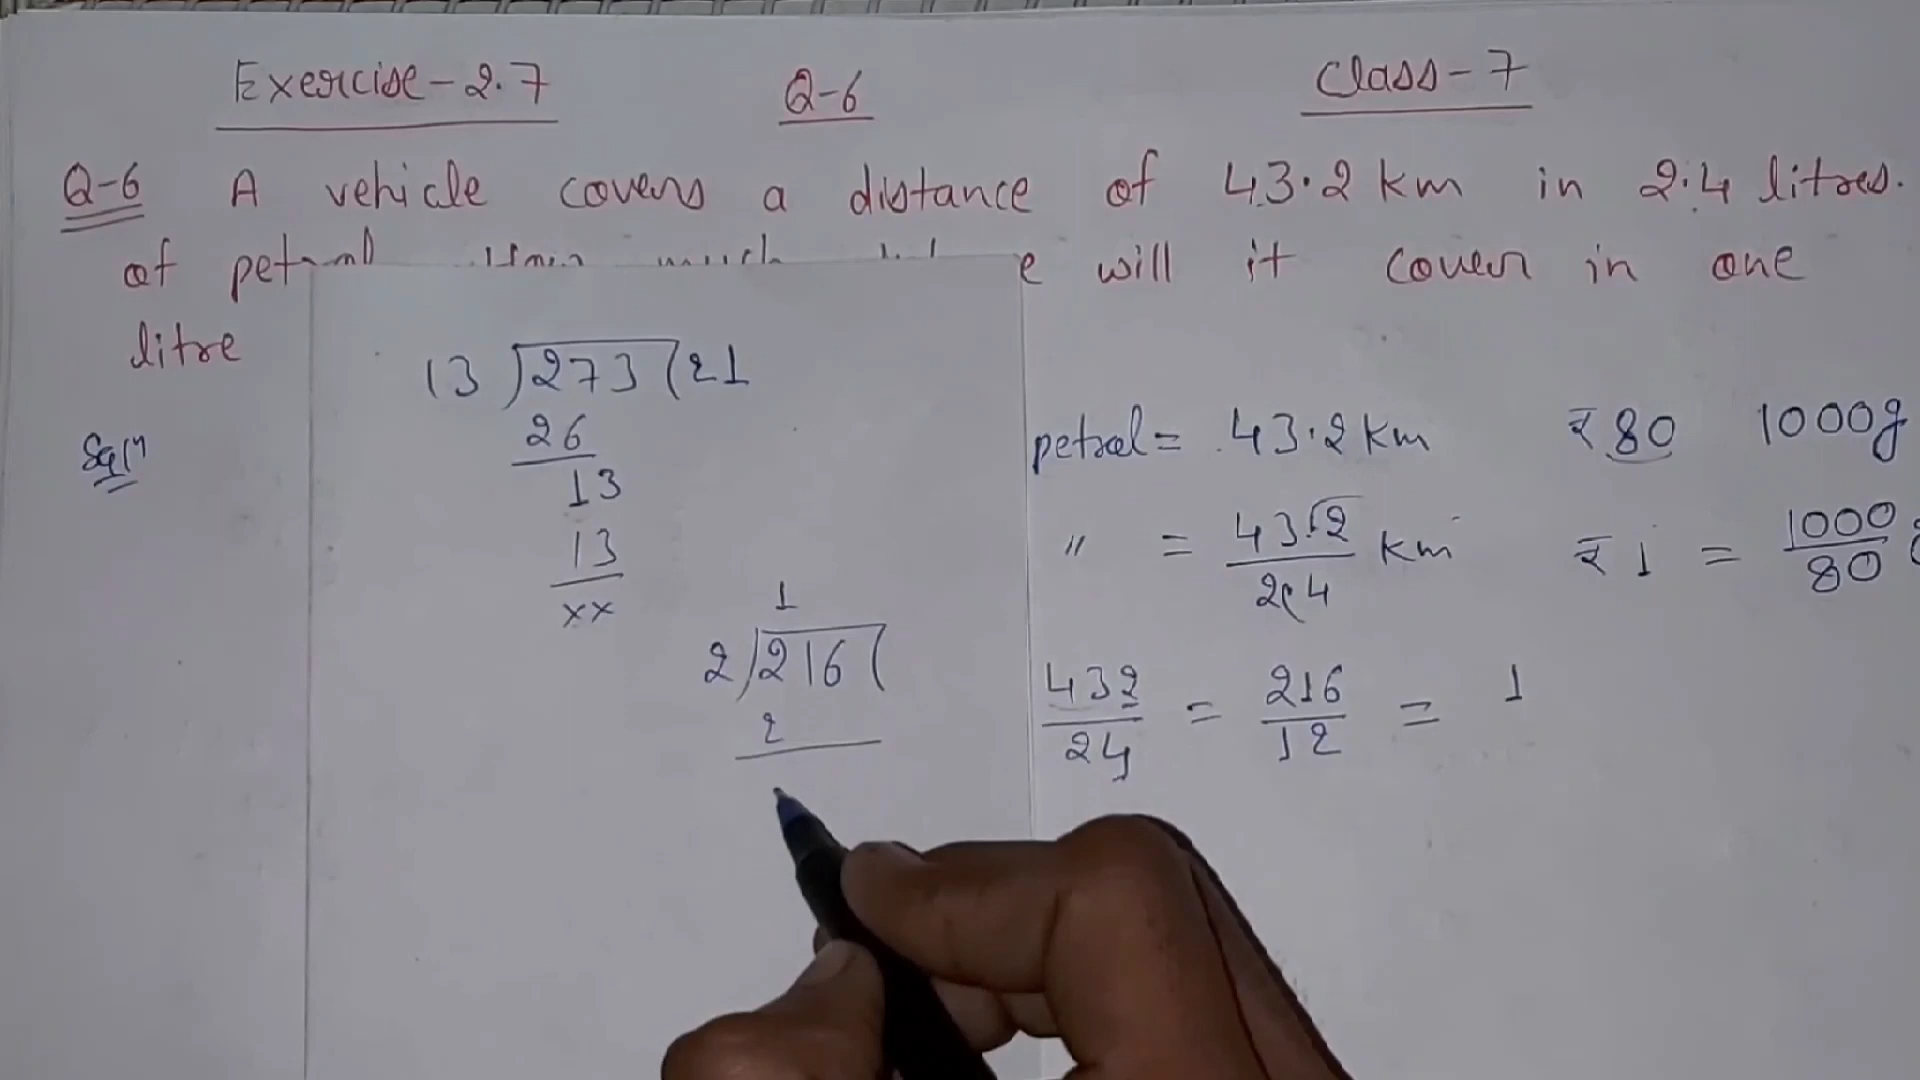 Exercise-2.7 Q-6 Class-7
Q-6 A vehicle covers a distance of 43.2 km in 2.4 litres.
of petrol much will it cover in one
litre
13)273(21
26
13
13
xx
1
2)216(
2
petrol = 43.2 km ₹80 1000g
" = 43.2/2.4 km ₹1 = 1000/80
432/24 = 216/12 = 1